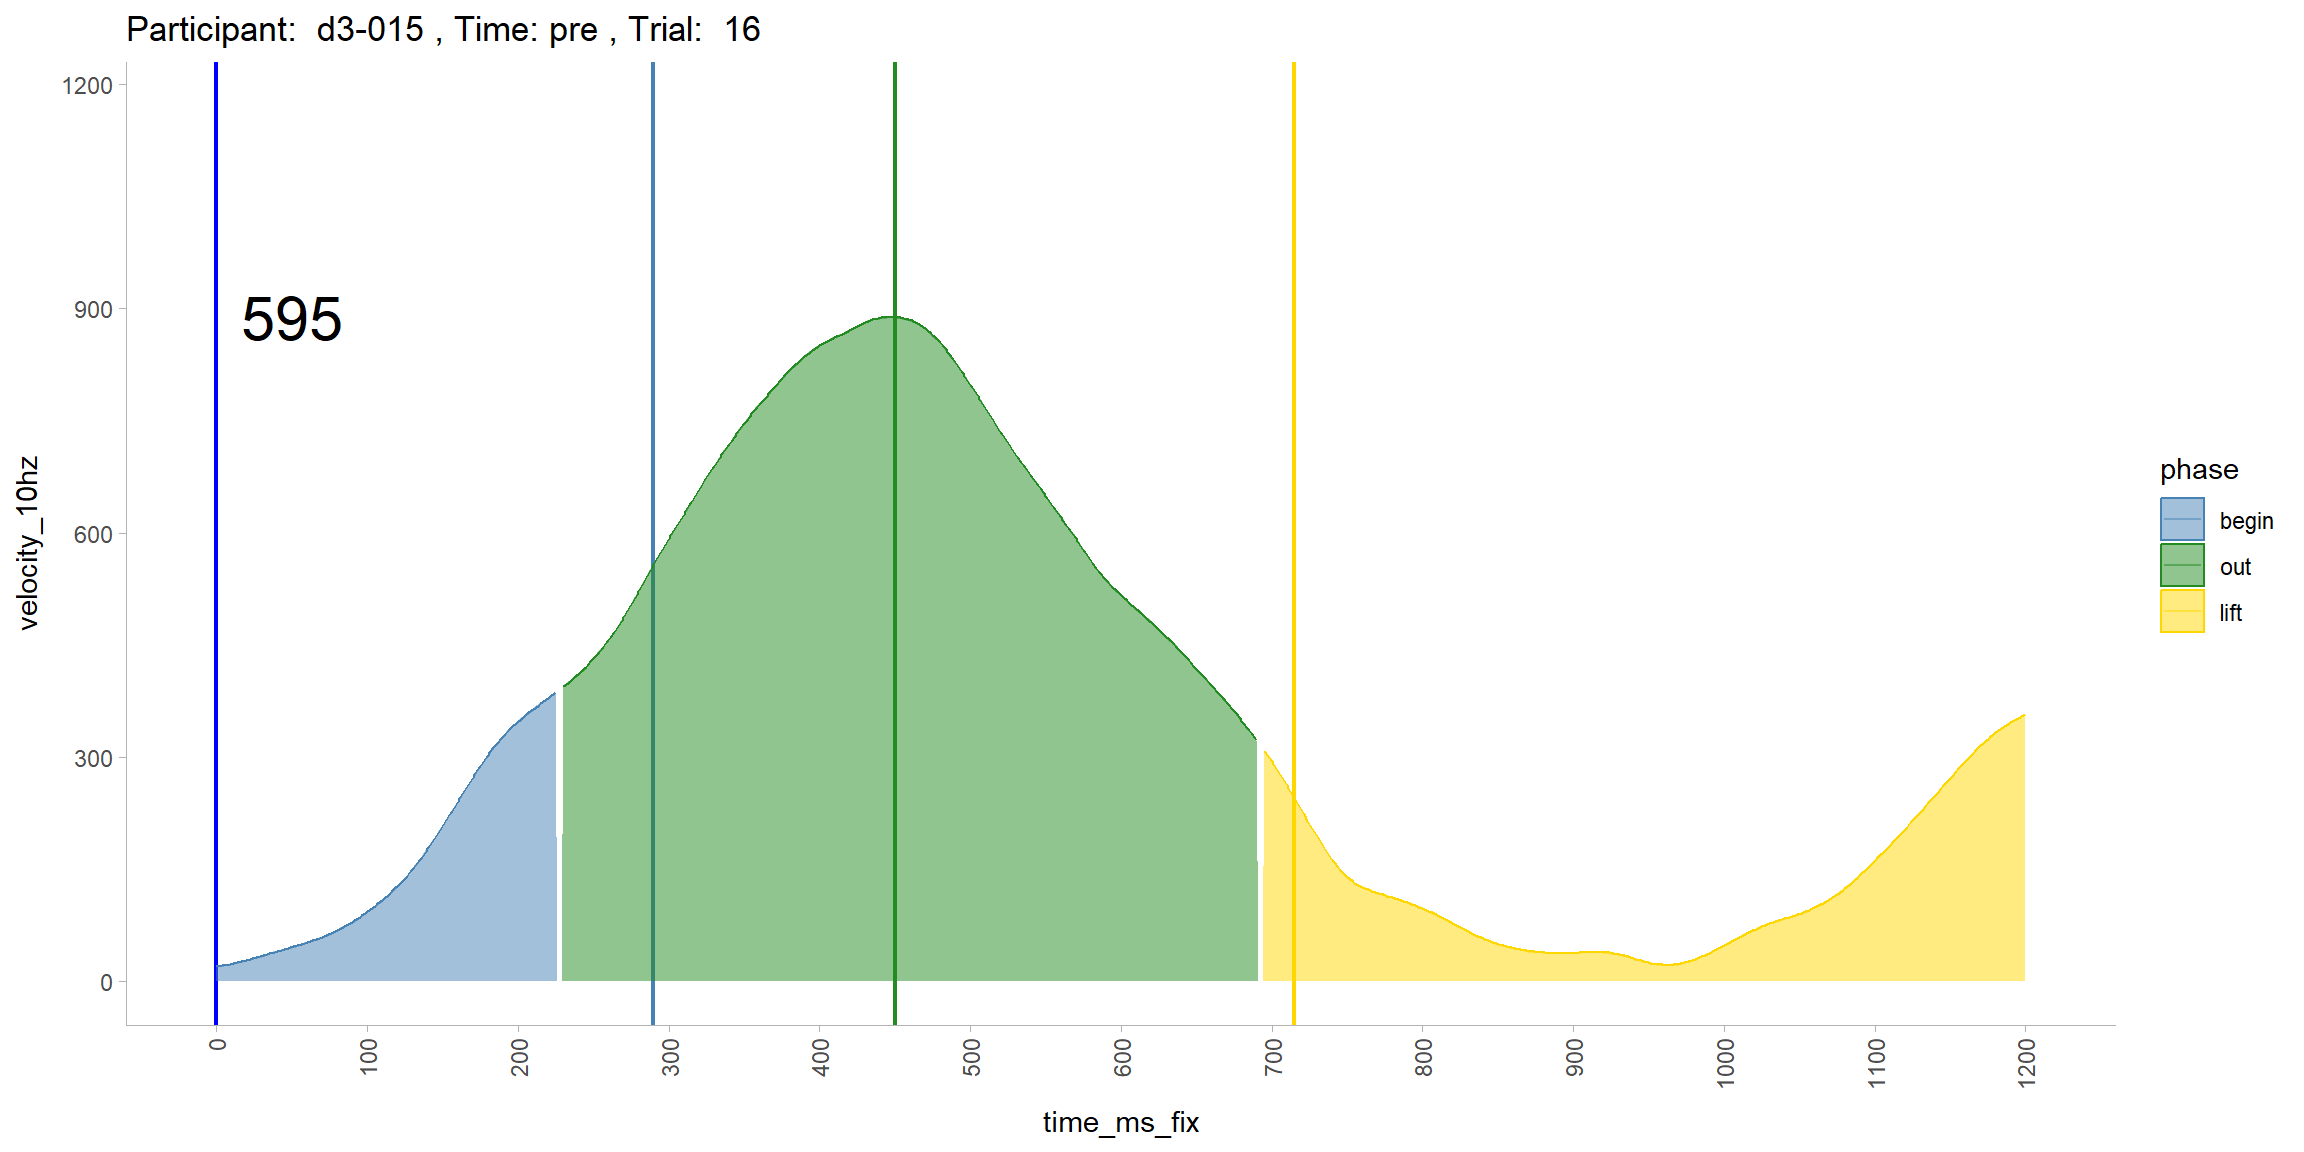 Participant:  d3-015 , Time: pre , Trial:  16
1200
900
600
300
0
595
velocity_10hz
0
100
200
300
400
500
600
700
800
900
1000
1100
1200
time_ms_fix
phase
begin
out
lift